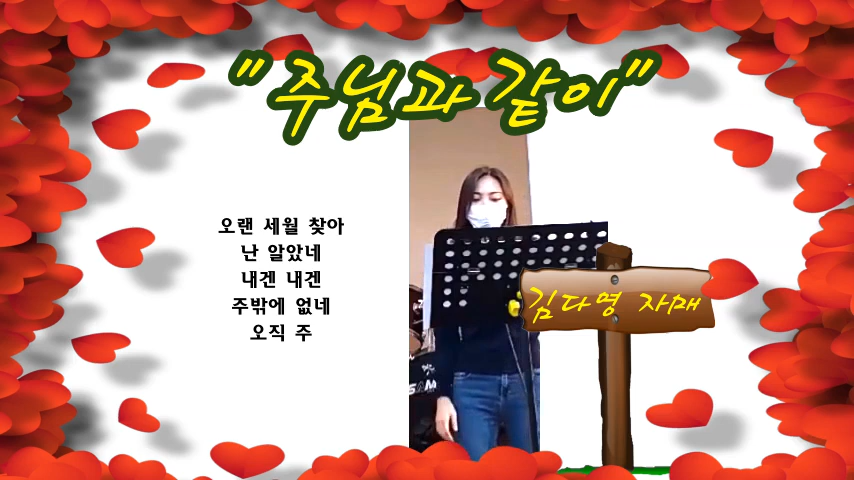 "주님과 같이"
오랜 세월 찾아
난 알았네
내겐 내겐
주밖에 없네
오직 주
김다명 자매